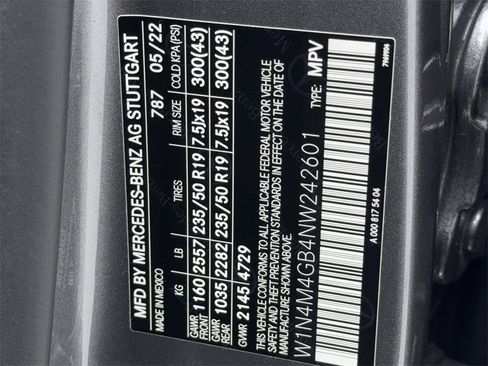 MFD BY MERCEDES-BENZ AG STUTTGART
MADE IN MEXICO 787 05/22
KG LB TIRES RIM SIZE COLD KPA (PSI)
GAWR FRONT 1160 2557 235/50 R19 7.5Jx19 300(43)
GAWR REAR 1035 2282 235/50 R19 7.5Jx19 300(43)
GVWR 2145 4729
THIS VEHICLE CONFORMS TO ALL APPLICABLE FEDERAL MOTOR VEHICLE
SAFETY AND THEFT PREVENTION STANDARDS IN EFFECT ON THE DATE OF
MANUFACTURE SHOWN ABOVE.
TYPE: MPV
W1N4M4GB4NW242601
A 000 817 54 04